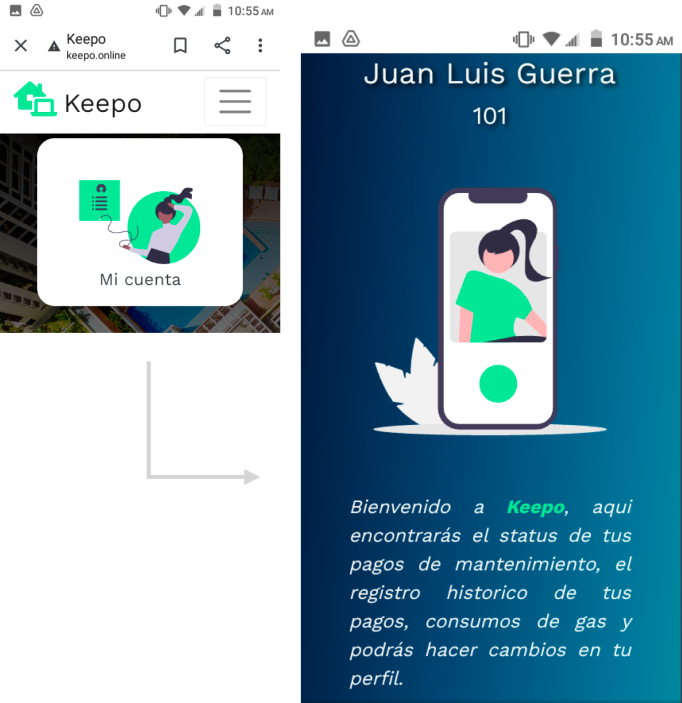 10:55 AM
Keepo
keepo.online
Keepo
Mi cuenta
10:55 AM
Juan Luis Guerra
101
Bienvenido a Keepo, aqui
encontrarás el status de tus
pagos de mantenimiento, el
registro historico de tus
pagos, consumos de gas y
podrás hacer cambios en tu
perfil.